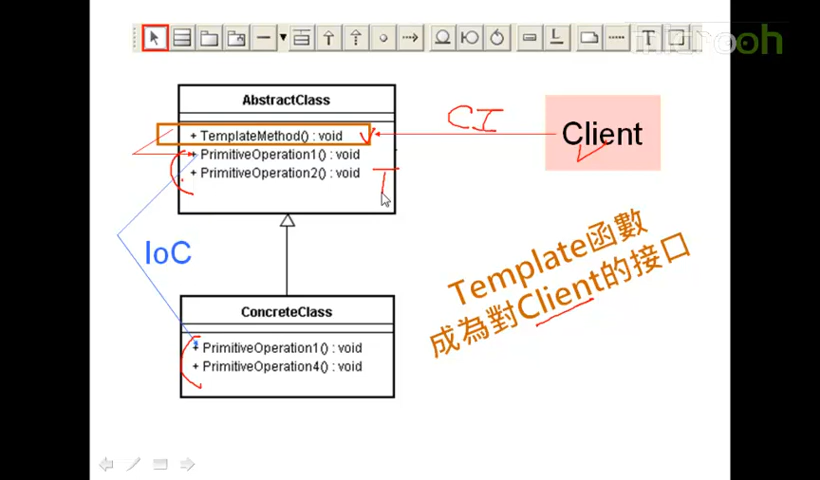 microoh
T
AbstractClass
+ TemplateMethod() : void
+ PrimitiveOperation1() : void
+ PrimitiveOperation2() : void
CI
Client
I
IoC
Template函數
成為對Client的接口
ConcreteClass
+ PrimitiveOperation1() : void
+ PrimitiveOperation4() : void